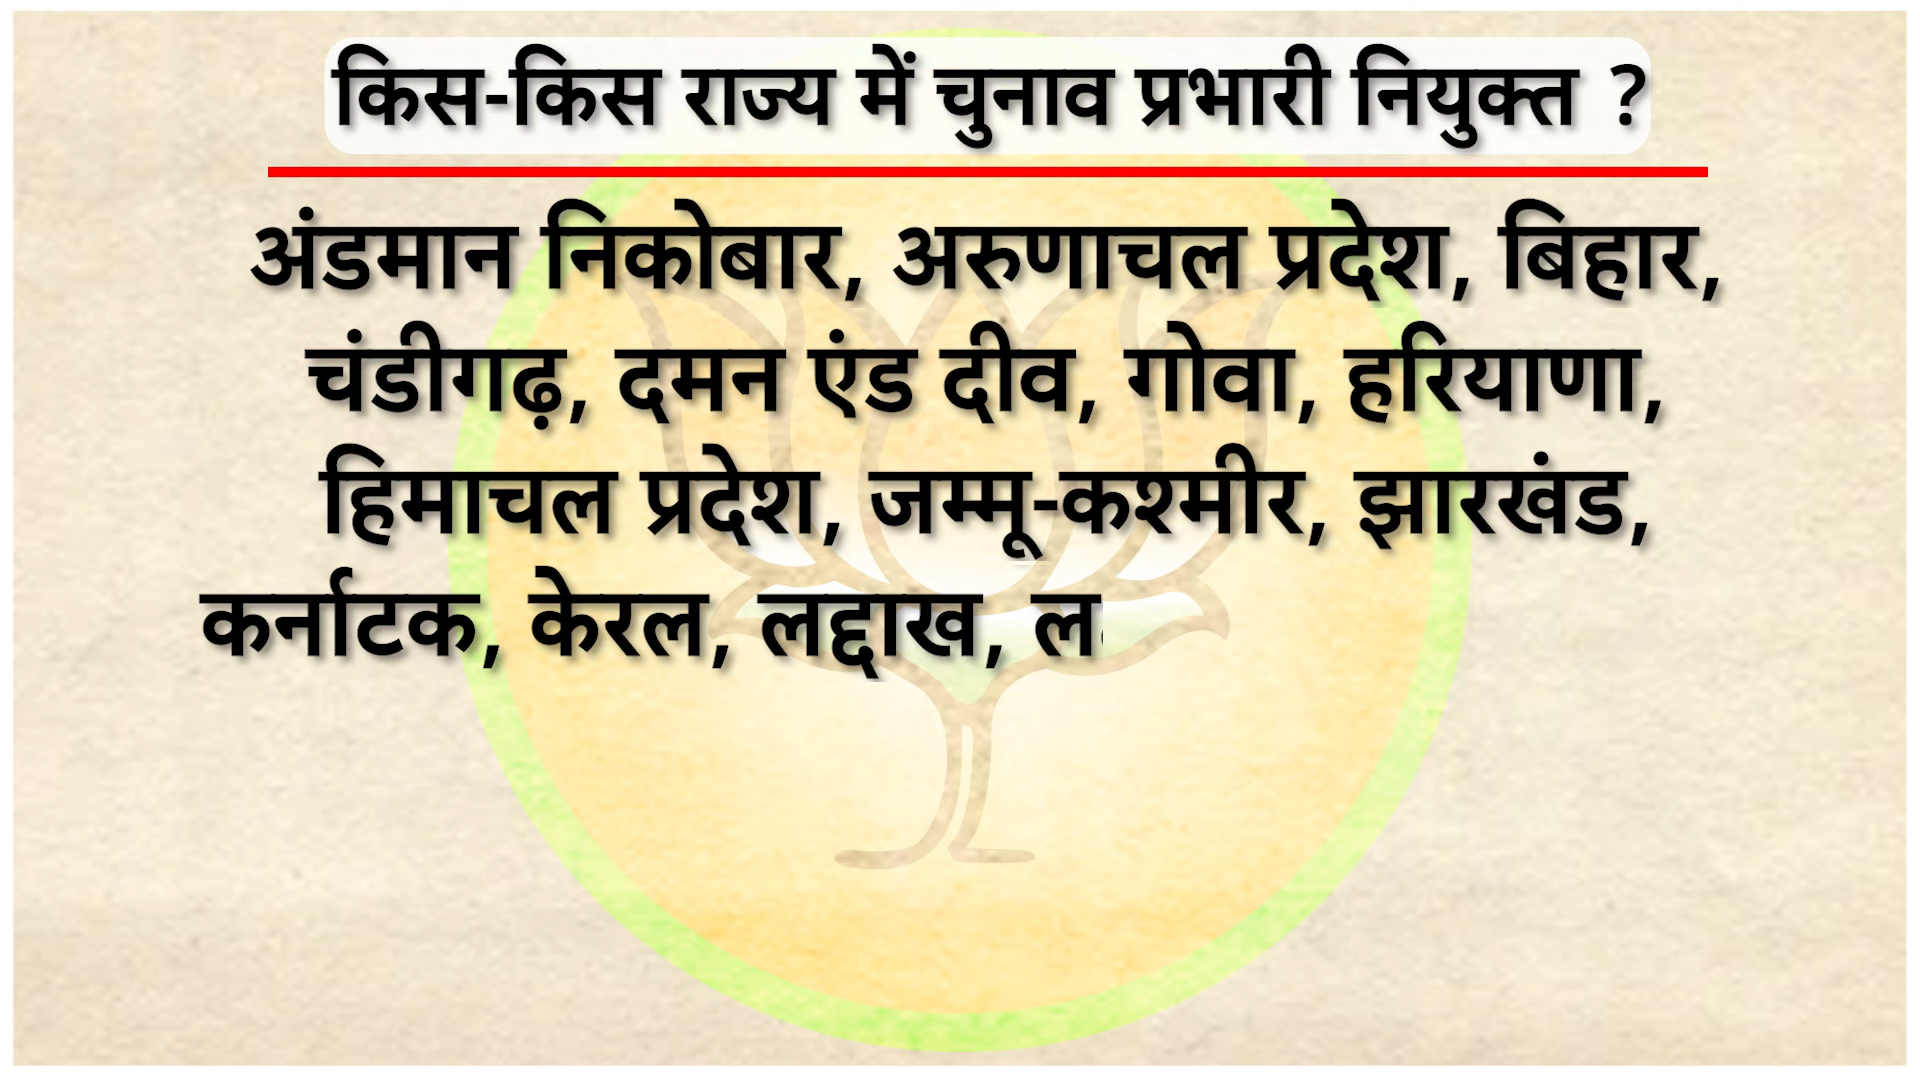 किस-किस राज्य में चुनाव प्रभारी नियुक्त ?
अंडमान निकोबार, अरुणाचल प्रदेश, बिहार,
चंडीगढ़, दमन एंड दीव, गोवा, हरियाणा,
हिमाचल प्रदेश, जम्मू-कश्मीर, झारखंड,
कर्नाटक, केरल, लद्दाख,